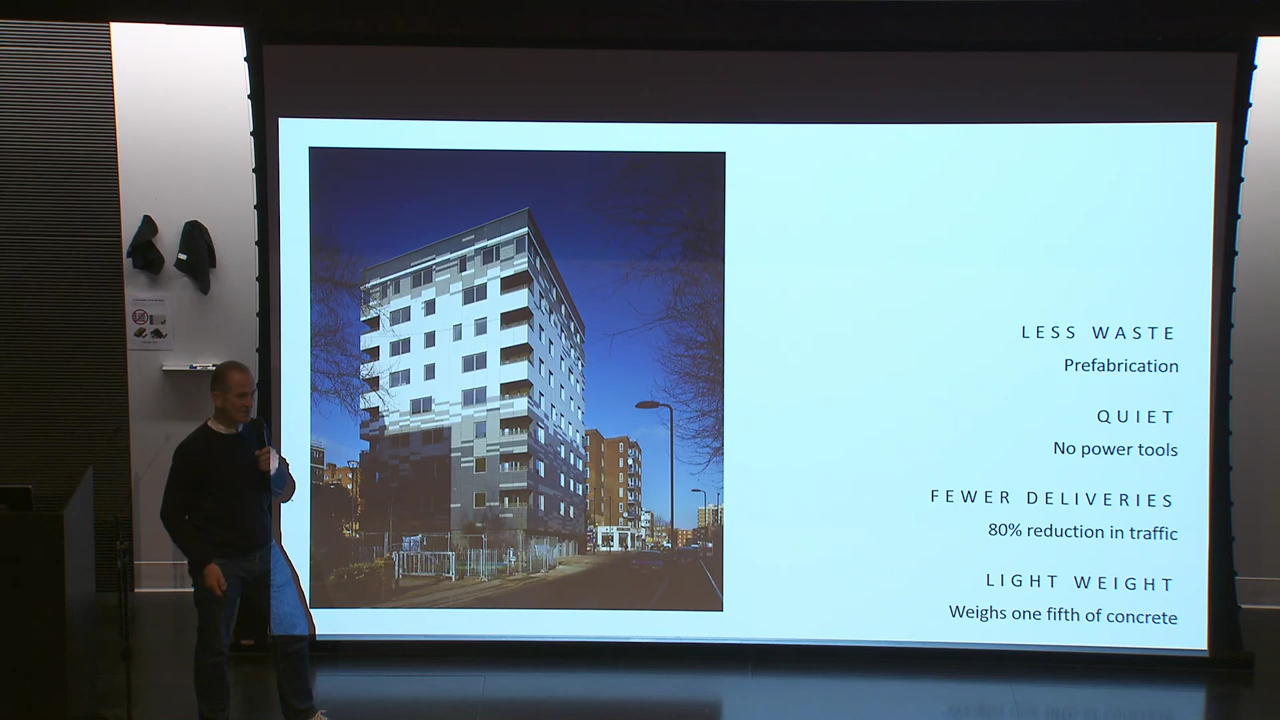 LESS WASTE
Prefabrication
QUIET
No power tools
FEWER DELIVERIES
80% reduction in traffic
LIGHT WEIGHT
Weighs one fifth of concrete